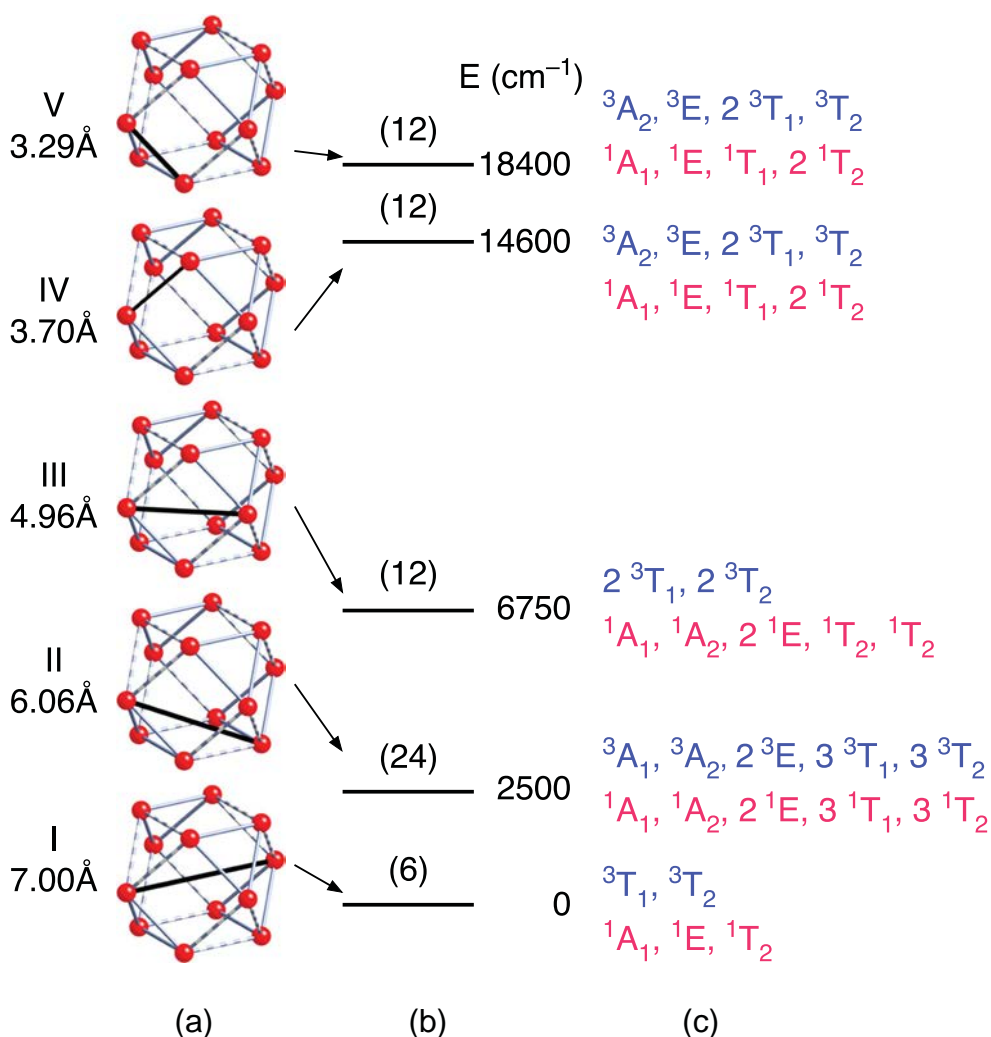 E (cm⁻¹)
V
3.29Å
(12)
18400
³A₂, ³E, 2 ³T₁, ³T₂
¹A₁, ¹E, ¹T₁, 2 ¹T₂
IV
3.70Å
(12)
14600
³A₂, ³E, 2 ³T₁, ³T₂
¹A₁, ¹E, ¹T₁, 2 ¹T₂
III
4.96Å
(12)
6750
2 ³T₁, 2 ³T₂
¹A₁, ¹A₂, 2 ¹E, ¹T₂, ¹T₂
II
6.06Å
(24)
2500
³A₁, ³A₂, 2 ³E, 3 ³T₁, 3 ³T₂
¹A₁, ¹A₂, 2 ¹E, 3 ¹T₁, 3 ¹T₂
I
7.00Å
(6)
0
³T₁, ³T₂
¹A₁, ¹E, ¹T₂
(a) (b) (c)